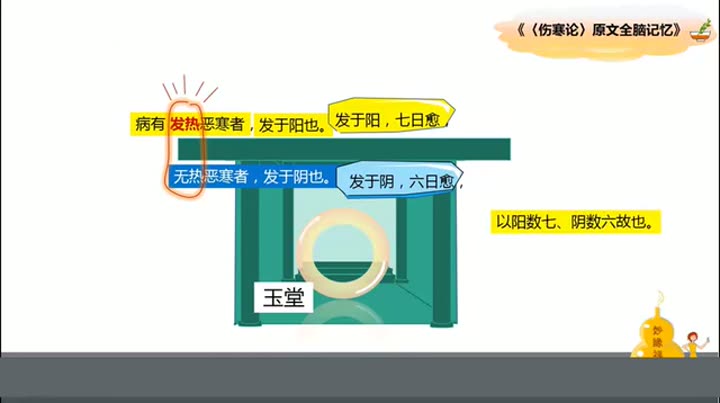 《〈伤寒论〉原文全脑记忆》
病有发热恶寒者，发于阳也。发于阳，七日愈，
无热恶寒者，发于阴也。发于阴，六日愈，
以阳数七、阴数六故也。
玉堂
妙缘